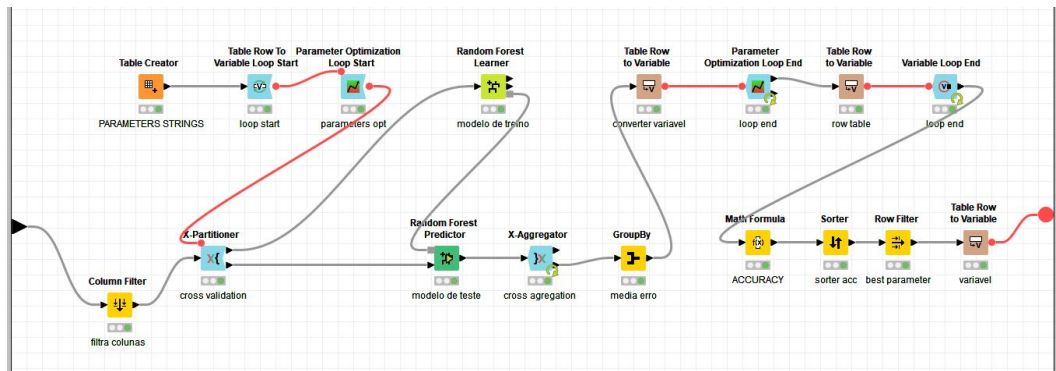 Table Creator
PARAMETERS STRINGS
Table Row To
Variable Loop Start
loop start
Parameter Optimization
Loop Start
parameters opt
Random Forest
Learner
modelo de treino
Table Row
to Variable
converter variavel
Parameter
Optimization Loop End
loop end
Table Row
to Variable
row table
Variable Loop End
loop end
Column Filter
filtra colunas
X-Partitioner
cross validation
Random Forest
Predictor
modelo de teste
X-Aggregator
cross agregation
GroupBy
media erro
Math Formula
ACCURACY
Sorter
sorter acc
Row Filter
best parameter
Table Row
to Variable
variavel